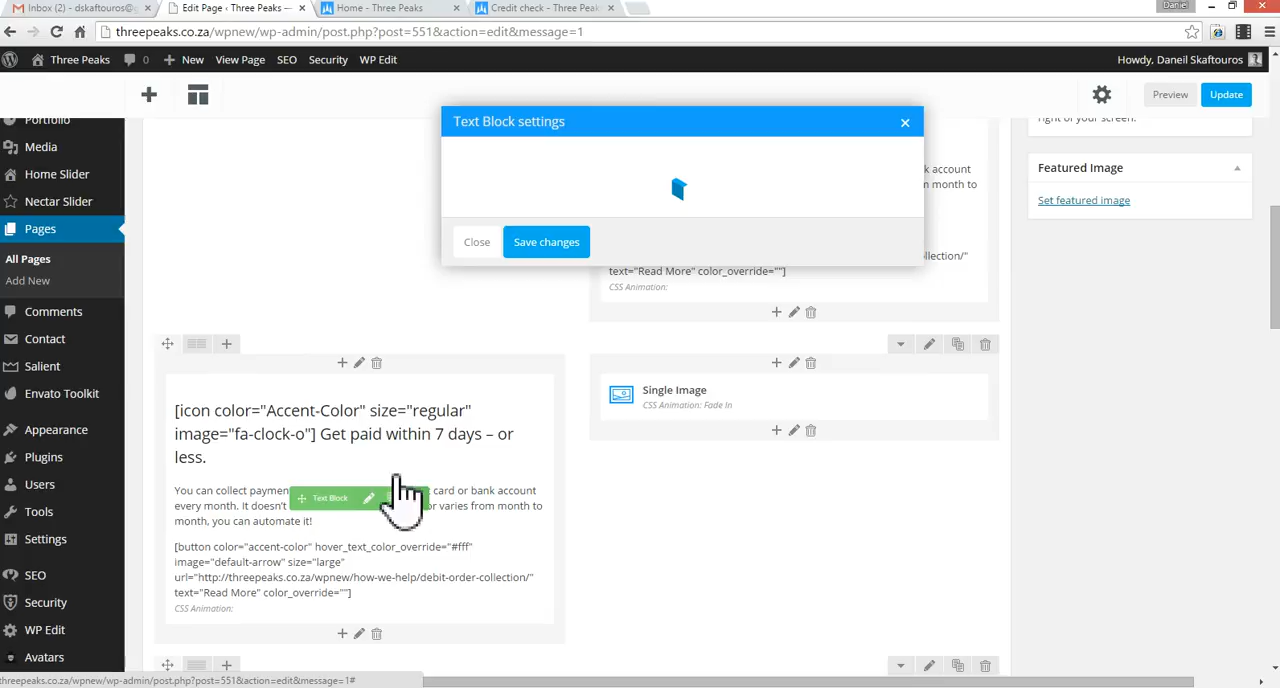 Inbox (2) - dskaftouros@
Edit Page ‹ Three Peaks —
Home - Three Peaks
Credit check - Three Peaks
Daniel
threepeaks.co.za/wpnew/wp-admin/post.php?post=551&action=edit&message=1
Three Peaks
0
New
View Page
SEO
Security
WP Edit
Howdy, Daneil Skaftouros
Preview
Update
Portfolio
Media
Home Slider
Nectar Slider
Pages
All Pages
Add New
Comments
Contact
Salient
Envato Toolkit
Appearance
Plugins
Users
Tools
Settings
SEO
Security
WP Edit
Avatars
Text Block settings
Close
Save changes
k account
from month to
llection/"
text="Read More" color_override=""]
CSS Animation:
right of your screen.
Featured Image
Set featured image
[icon color="Accent-Color" size="regular"
image="fa-clock-o"] Get paid within 7 days – or
less.
You can collect paymen
card or bank account
every month. It doesn't
or varies from month to
month, you can automate it!
Text Block
[button color="accent-color" hover_text_color_override="#fff"
image="default-arrow" size="large"
url="http://threepeaks.co.za/wpnew/how-we-help/debit-order-collection/"
text="Read More" color_override=""]
CSS Animation:
Single Image
CSS Animation: Fade In
threepeaks.co.za/wpnew/wp-admin/post.php?post=551&action=edit&message=1#